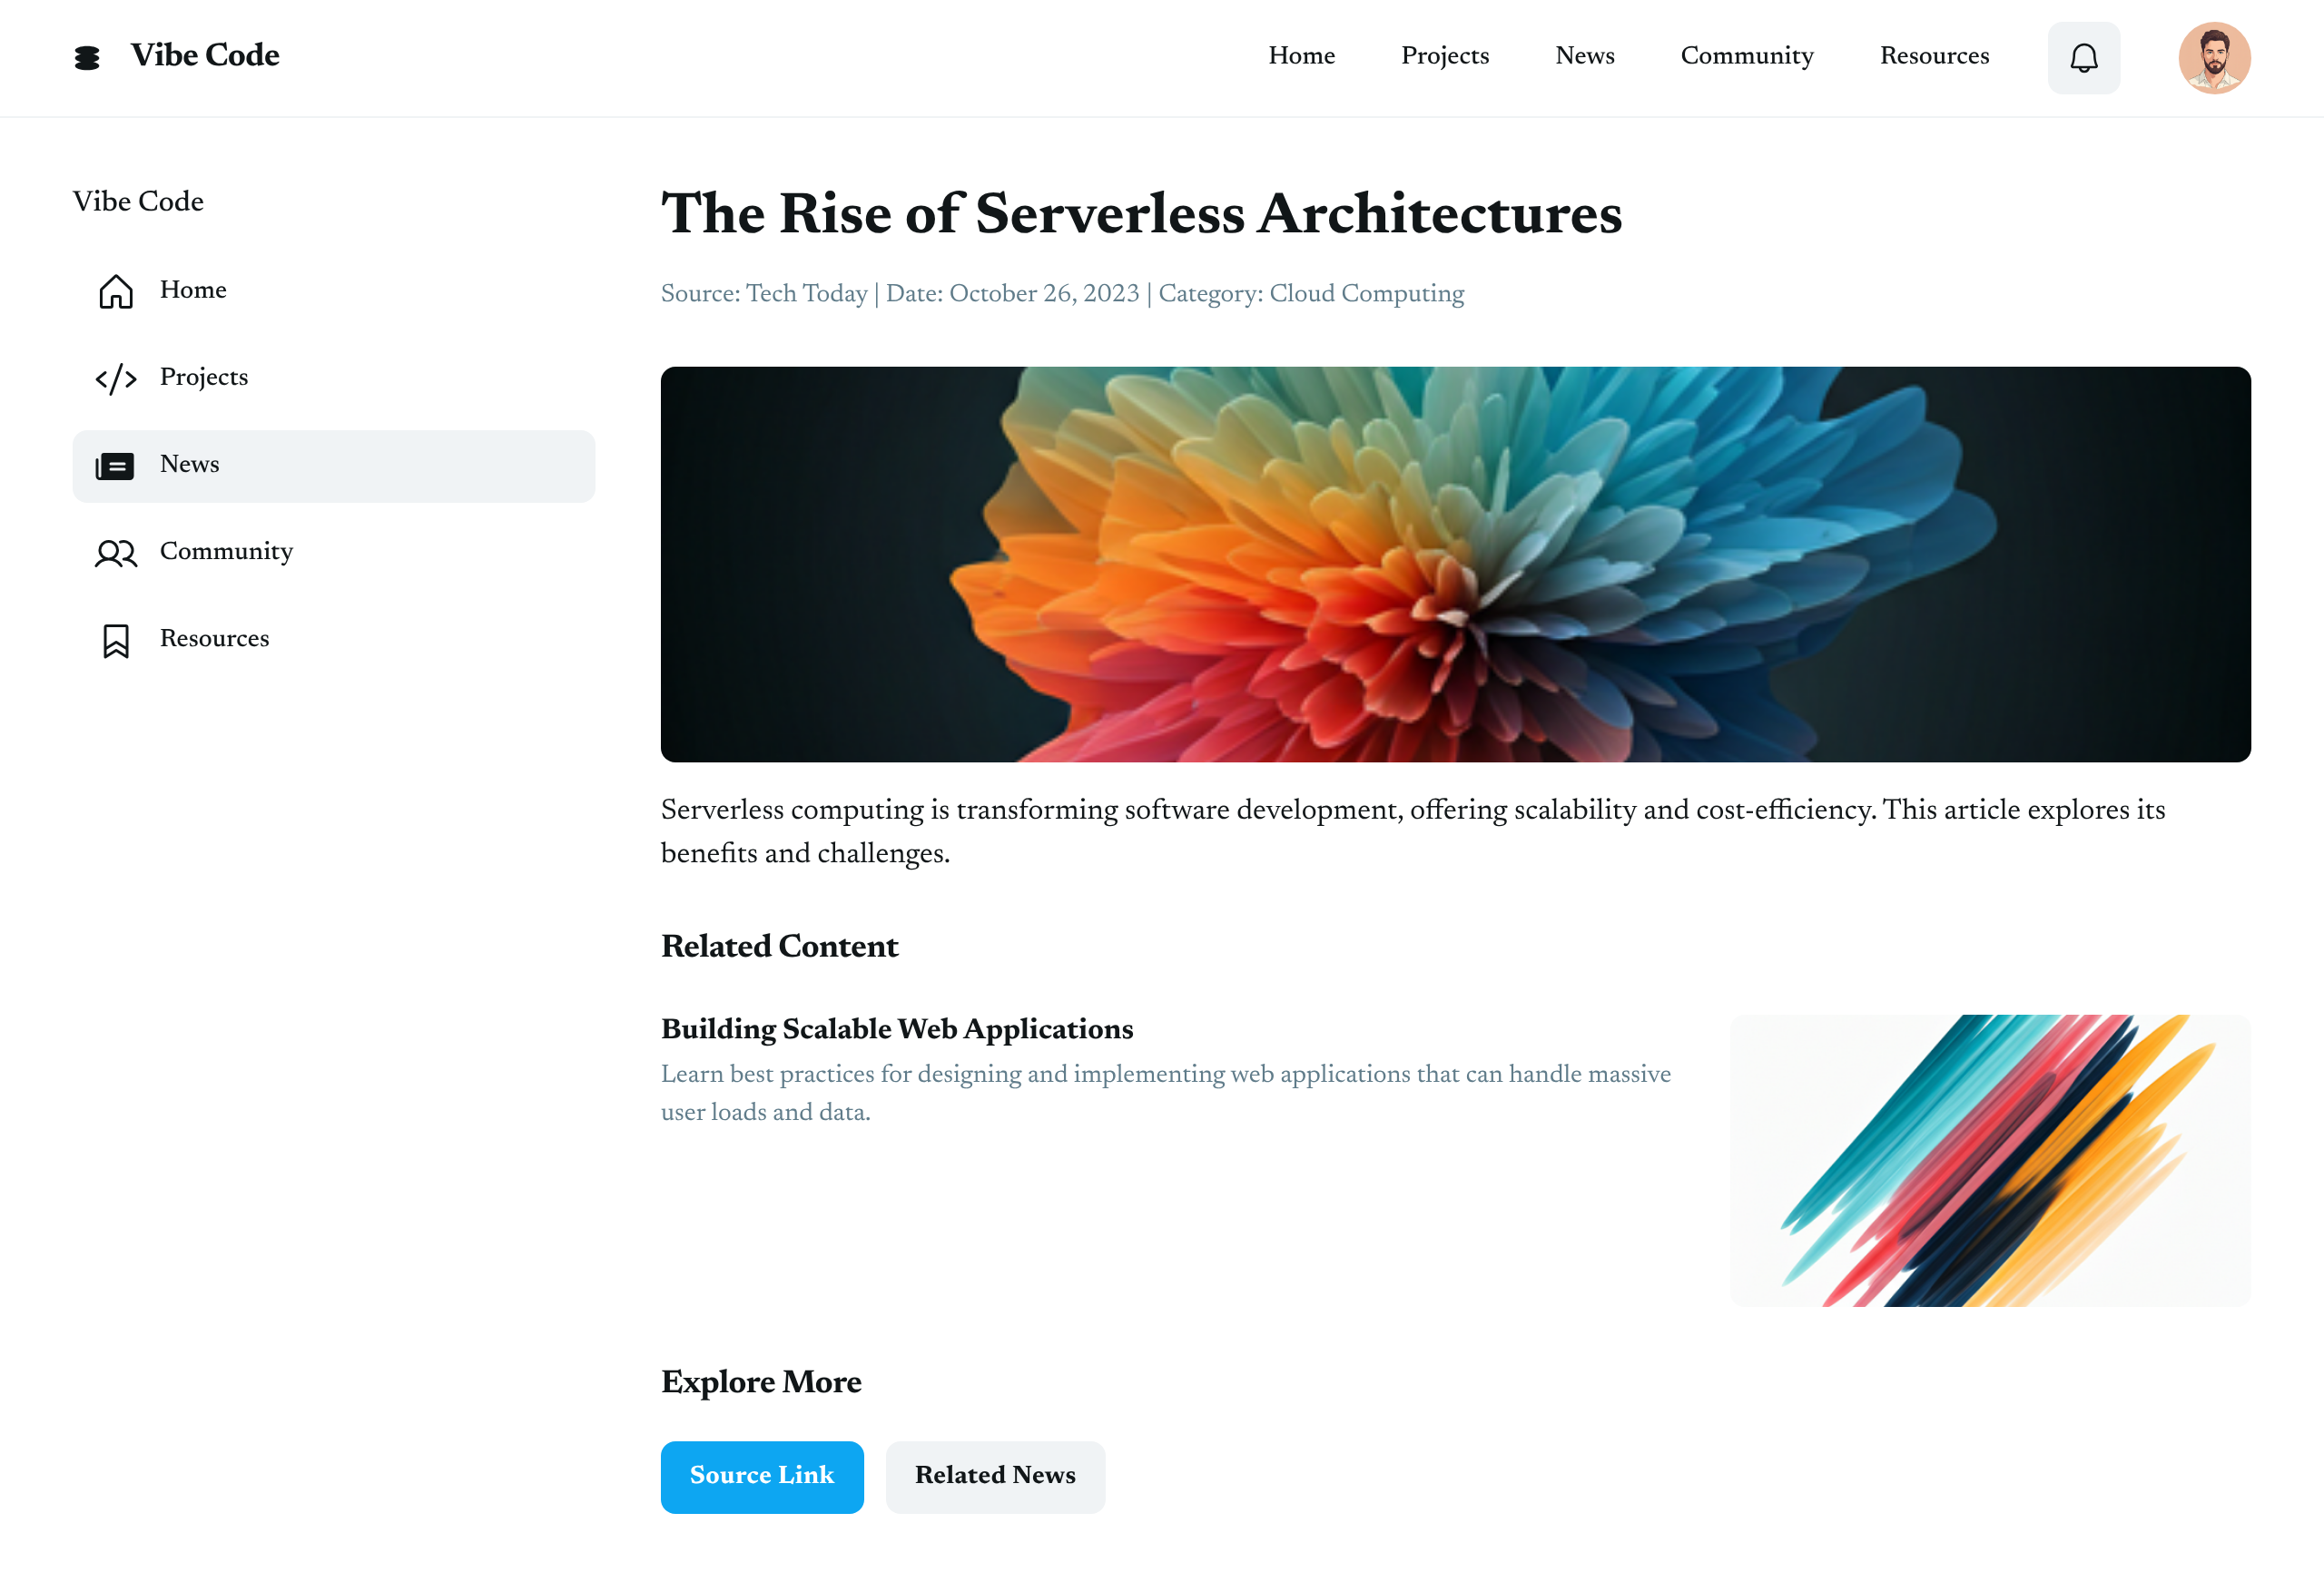 Vibe Code
Home
Projects
News
Community
Resources
Vibe Code
Home
Projects
News
Community
Resources
The Rise of Serverless Architectures
Source: Tech Today | Date: October 26, 2023 | Category: Cloud Computing
Serverless computing is transforming software development, offering scalability and cost-efficiency. This article explores its
benefits and challenges.
Related Content
Building Scalable Web Applications
Learn best practices for designing and implementing web applications that can handle massive
user loads and data.
Explore More
Source Link
Related News